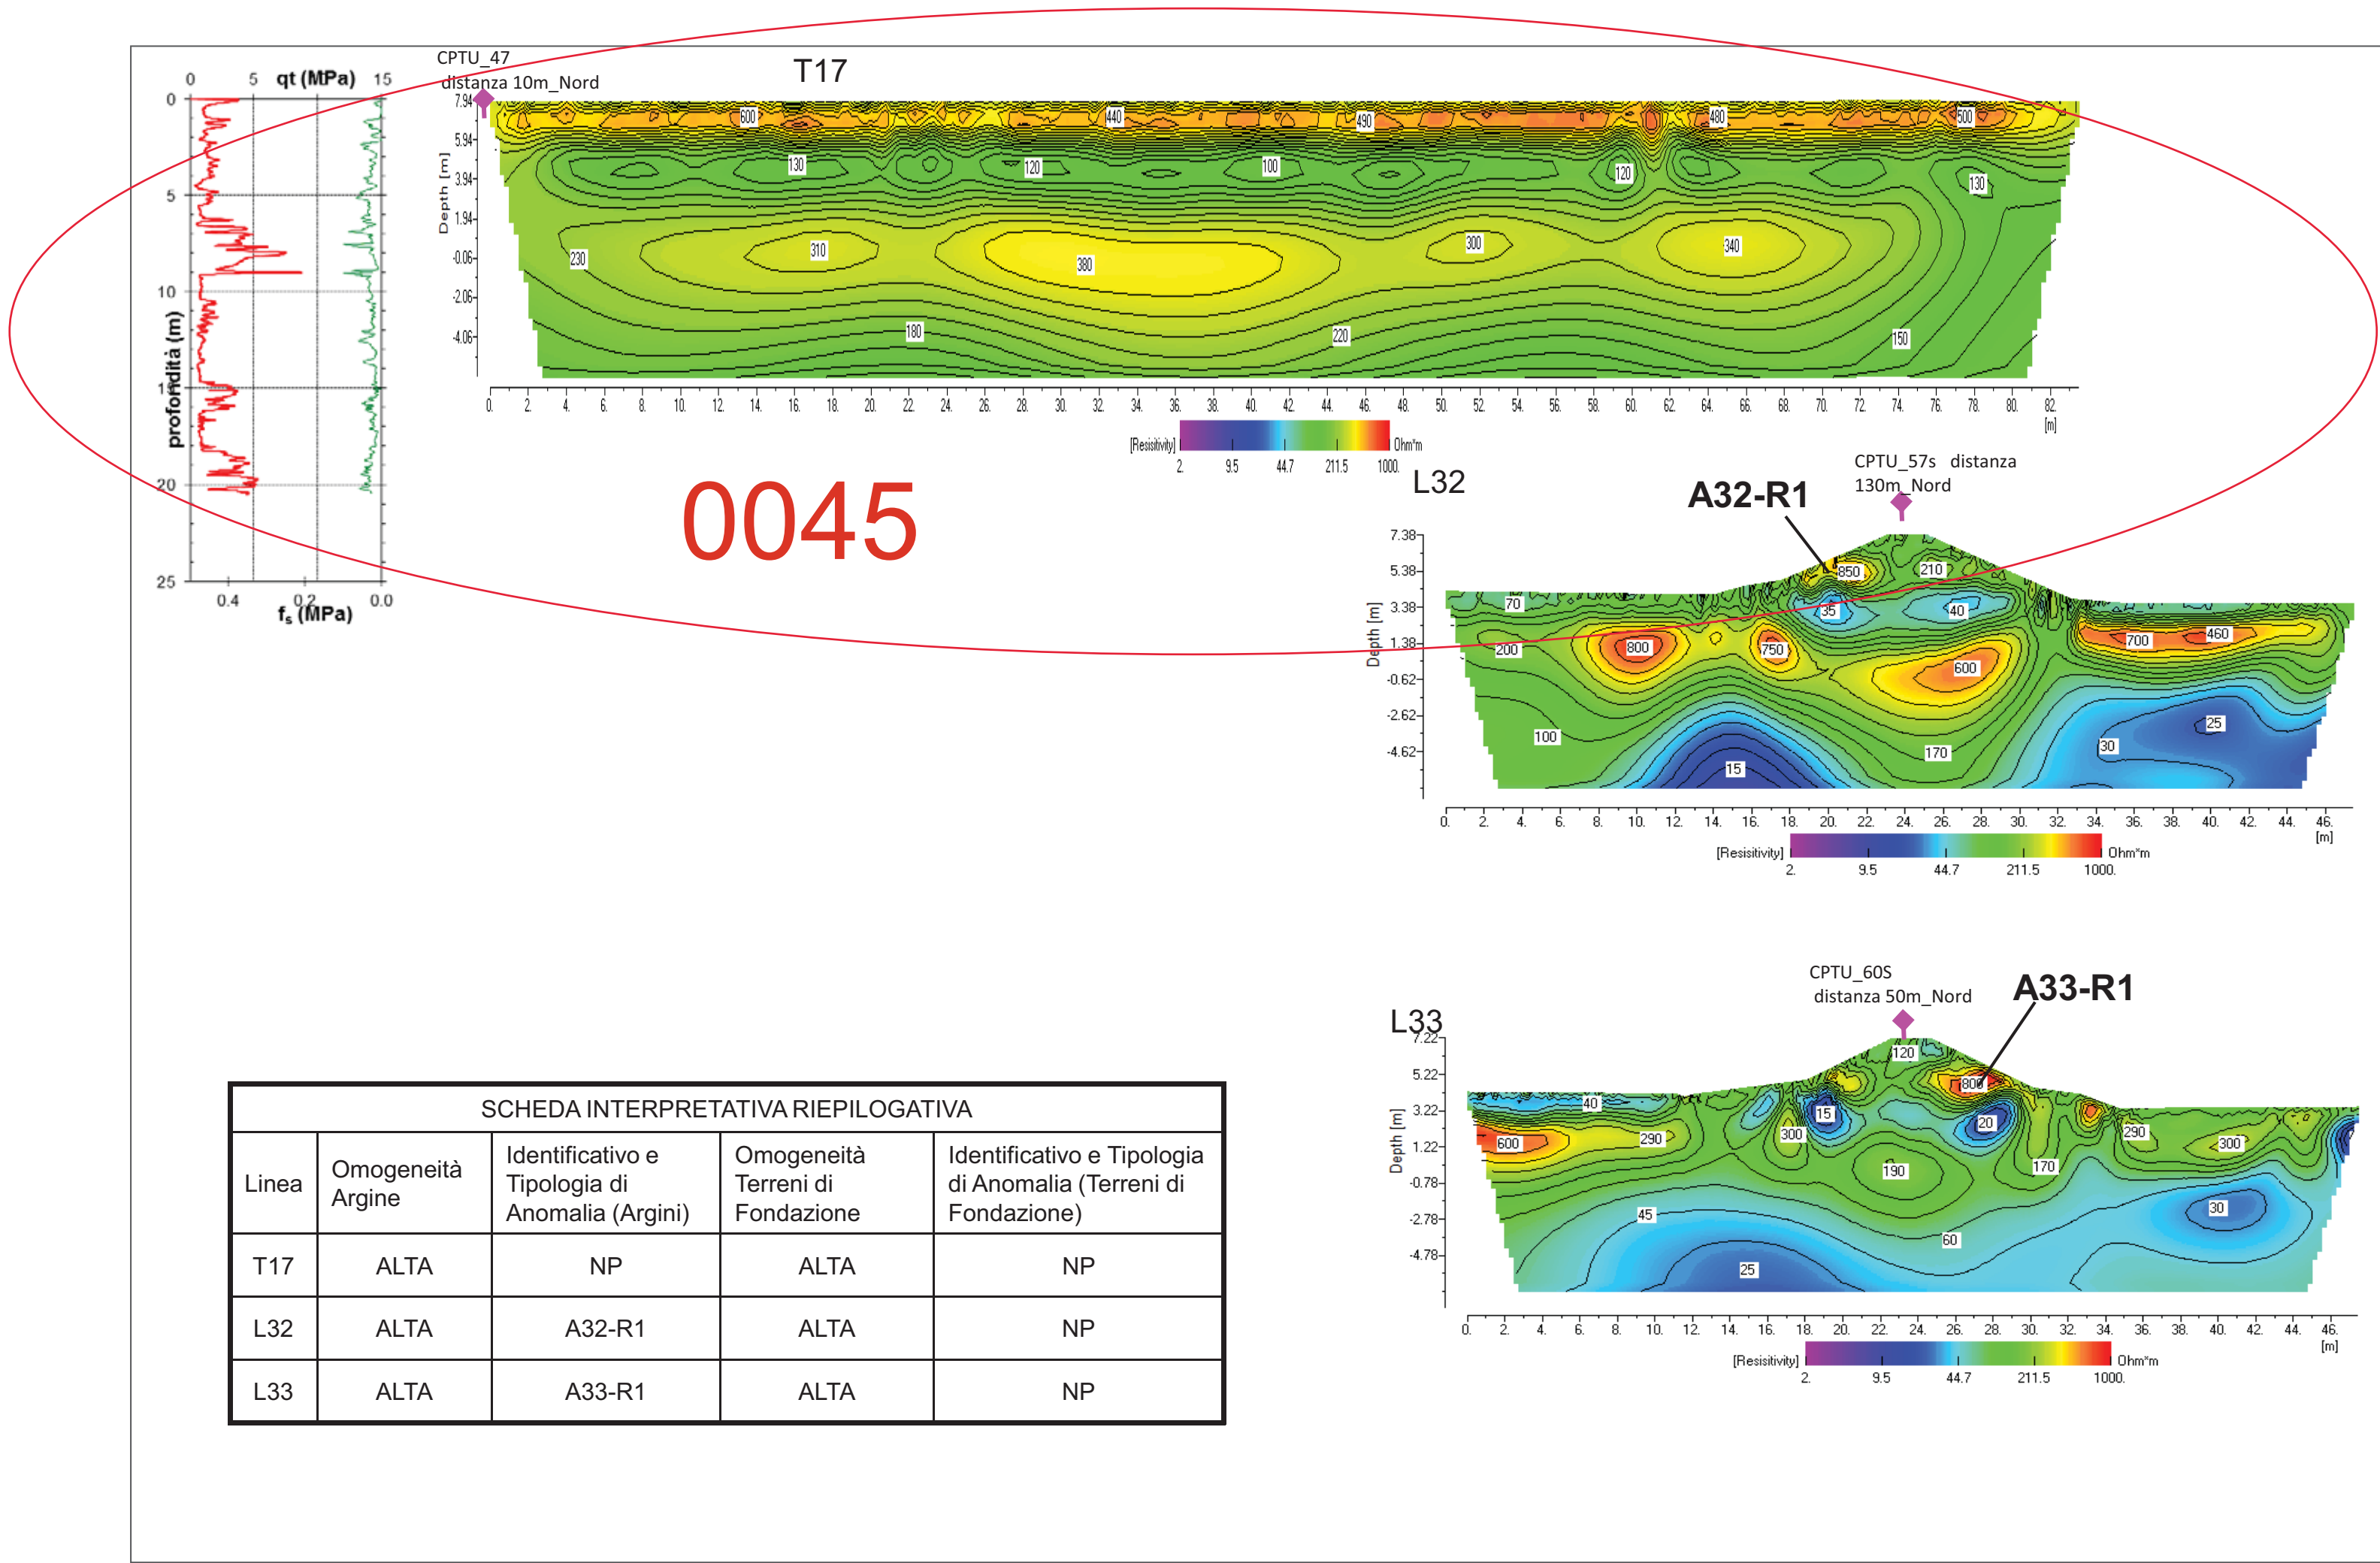 0 5 qt (MPa) 15
0
5
10
15
20
25
profondità (m)
0.4 0.2 0.0
fs (MPa)
CPTU_47
distanza 10m_Nord
T17
7.94
5.94
3.94
1.94
-0.06
-2.06
-4.06
Depth [m]
600 440 490 480 500
130 120 100 120 130
230 310 380 300 340
180 220 150
0. 2. 4. 6. 8. 10. 12. 14. 16. 18. 20. 22. 24. 26. 28. 30. 32. 34. 36. 38. 40. 42. 44. 46. 48. 50. 52. 54. 56. 58. 60. 62. 64. 66. 68. 70. 72. 74. 76. 78. 80. 82.
[m]
[Resisitivity] Ohm*m
2. 9.5 44.7 211.5 1000.
0045
L32
A32-R1
CPTU_57s distanza
130m_Nord
7.38
5.38
3.38
1.38
-0.62
-2.62
-4.62
Depth [m]
850 210
70 35 40
200 800 750 600 700 460
100 15 170 30 25
0. 2. 4. 6. 8. 10. 12. 14. 16. 18. 20. 22. 24. 26. 28. 30. 32. 34. 36. 38. 40. 42. 44. 46.
[m]
[Resisitivity] Ohm*m
2. 9.5 44.7 211.5 1000.
L33
CPTU_60S
distanza 50m_Nord
A33-R1
7.22
5.22
3.22
1.22
-0.78
-2.78
-4.78
Depth [m]
120
800
40 15 20
600 290 300 290 300
190 170
45 60 30
25
0. 2. 4. 6. 8. 10. 12. 14. 16. 18. 20. 22. 24. 26. 28. 30. 32. 34. 36. 38. 40. 42. 44. 46.
[m]
[Resisitivity] Ohm*m
2. 9.5 44.7 211.5 1000.
SCHEDA INTERPRETATIVA RIEPILOGATIVA
Linea
Omogeneità
Argine
Identificativo e
Tipologia di
Anomalia (Argini)
Omogeneità
Terreni di
Fondazione
Identificativo e Tipologia
di Anomalia (Terreni di
Fondazione)
T17 ALTA NP ALTA NP
L32 ALTA A32-R1 ALTA NP
L33 ALTA A33-R1 ALTA NP